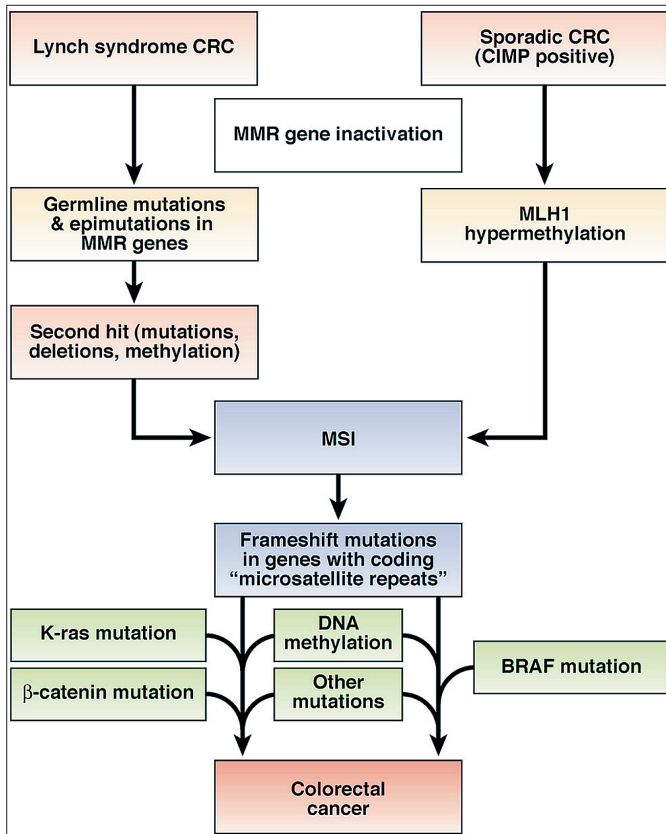 Lynch syndrome CRC
Sporadic CRC
(CIMP positive)
MMR gene inactivation
Germline mutations
& epimutations in
MMR genes
MLH1
hypermethylation
Second hit (mutations,
deletions, methylation)
MSI
Frameshift mutations
in genes with coding
“microsatellite repeats”
K-ras mutation
DNA
methylation
BRAF mutation
β-catenin mutation
Other
mutations
Colorectal
cancer